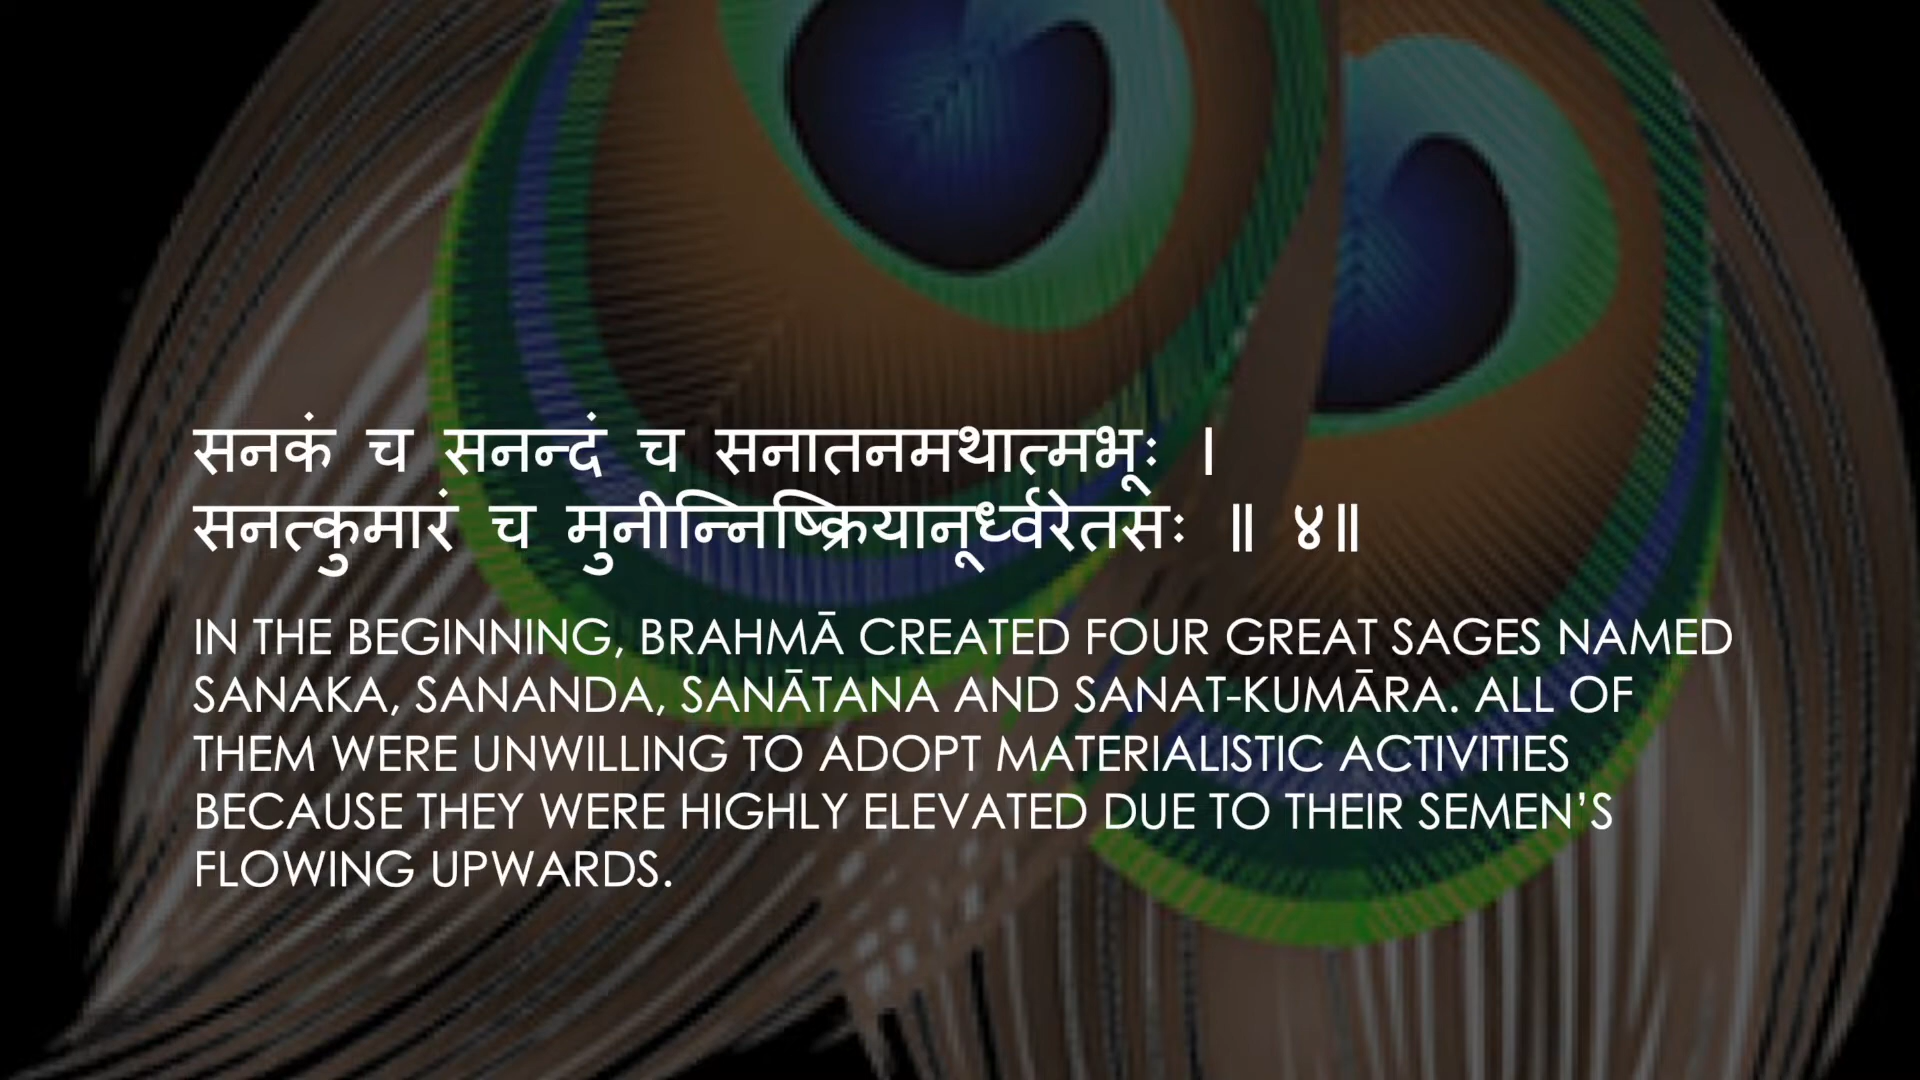 सनकं च सनन्दं च सनातनमथात्मभूः ।
सनत्कुमारं च मुनीन्निष्क्रियानूर्ध्वरेतसः ॥ ४॥
IN THE BEGINNING, BRAHMĀ CREATED FOUR GREAT SAGES NAMED
SANAKA, SANANDA, SANĀTANA AND SANAT-KUMĀRA. ALL OF
THEM WERE UNWILLING TO ADOPT MATERIALISTIC ACTIVITIES
BECAUSE THEY WERE HIGHLY ELEVATED DUE TO THEIR SEMEN’S
FLOWING UPWARDS.